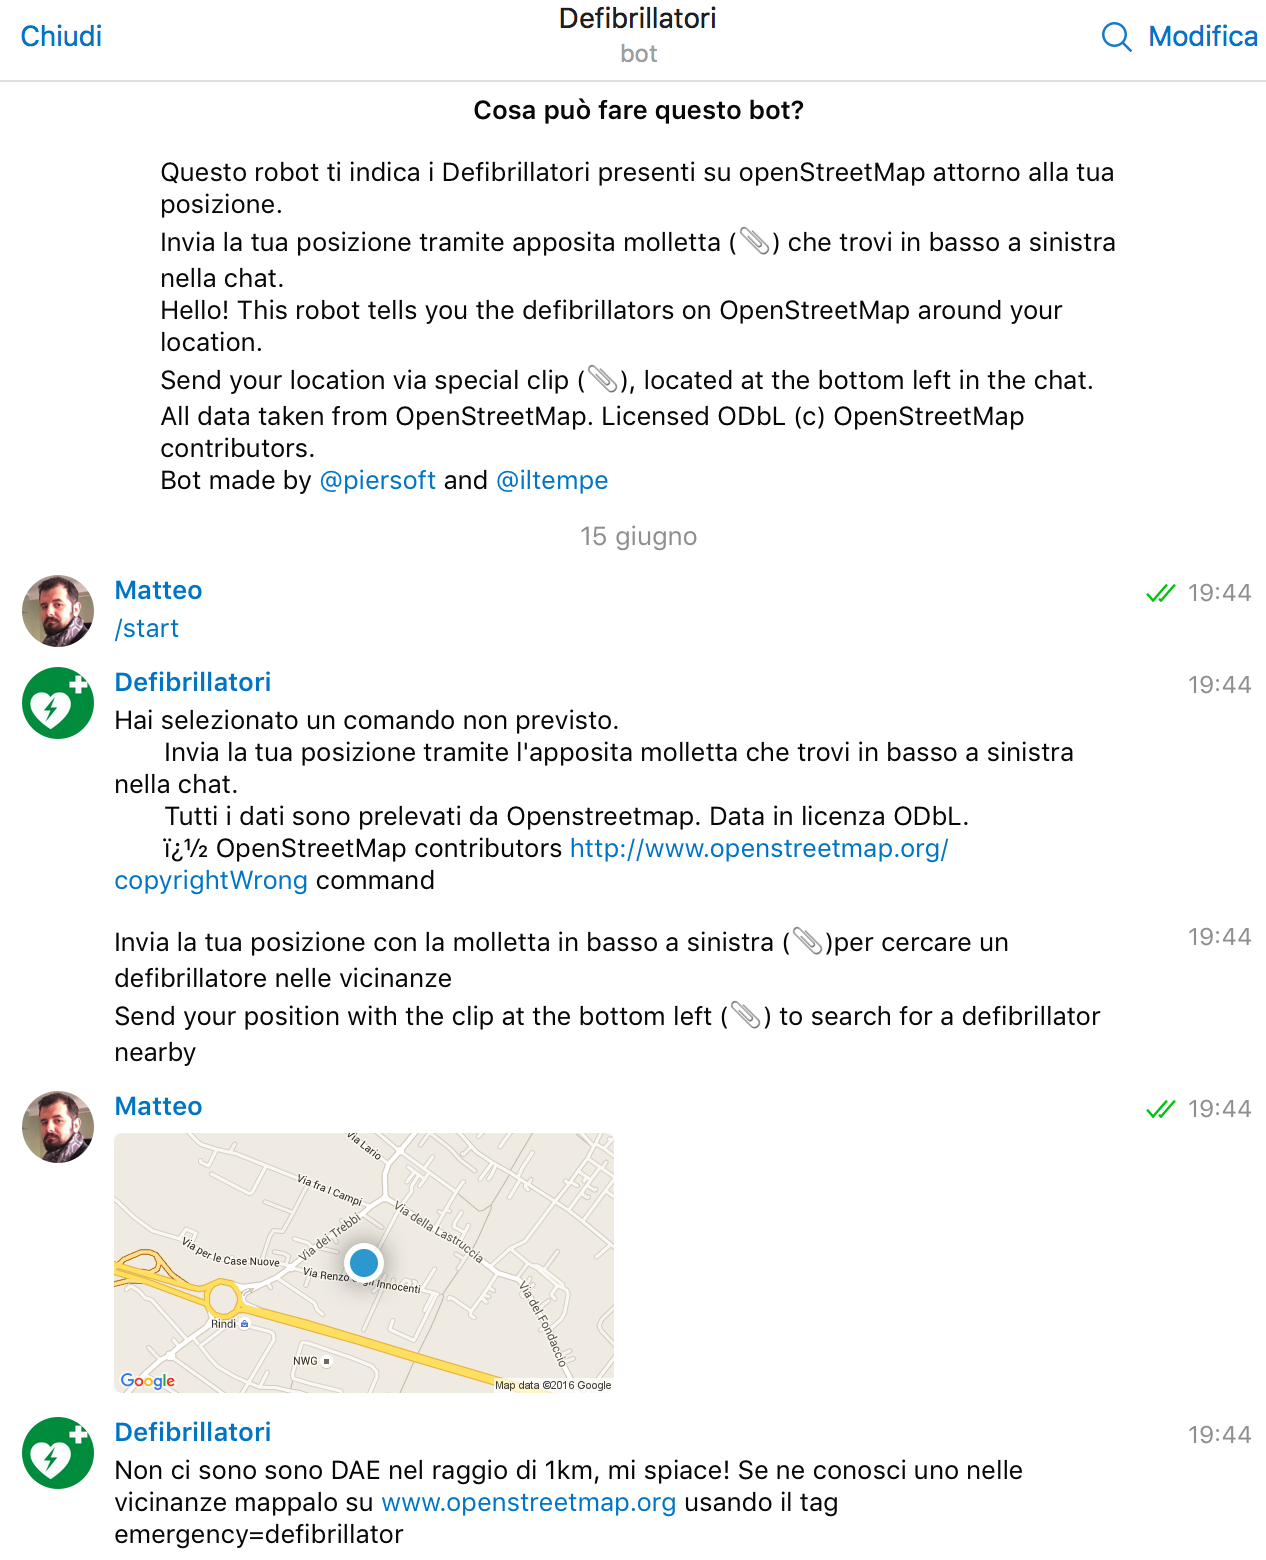 Chiudi
Defibrillatori
bot
Modifica
Cosa può fare questo bot?
Questo robot ti indica i Defibrillatori presenti su openStreetMap attorno alla tua
posizione.
Invia la tua posizione tramite apposita molletta (📎) che trovi in basso a sinistra
nella chat.
Hello! This robot tells you the defibrillators on OpenStreetMap around your
location.
Send your location via special clip (📎), located at the bottom left in the chat.
All data taken from OpenStreetMap. Licensed ODbL (c) OpenStreetMap
contributors.
Bot made by @piersoft and @iltempe
15 giugno
Matteo
19:44
/start
Defibrillatori
19:44
Hai selezionato un comando non previsto.
Invia la tua posizione tramite l'apposita molletta che trovi in basso a sinistra
nella chat.
Tutti i dati sono prelevati da Openstreetmap. Data in licenza ODbL.
ï¿½ OpenStreetMap contributors http://www.openstreetmap.org/
copyrightWrong command
Invia la tua posizione con la molletta in basso a sinistra (📎)per cercare un
19:44
defibrillatore nelle vicinanze
Send your position with the clip at the bottom left (📎) to search for a defibrillator
nearby
Matteo
19:44
Via Lario
Via fra I Campi
Via dei Trebbi
Via della Lastruccia
Via per le Case Nuove
Via Renzo degli Innocenti
Via del Fondaccio
Rindi
NWG
Google
Map data ©2016 Google
Defibrillatori
19:44
Non ci sono sono DAE nel raggio di 1km, mi spiace! Se ne conosci uno nelle
vicinanze mappalo su www.openstreetmap.org usando il tag
emergency=defibrillator